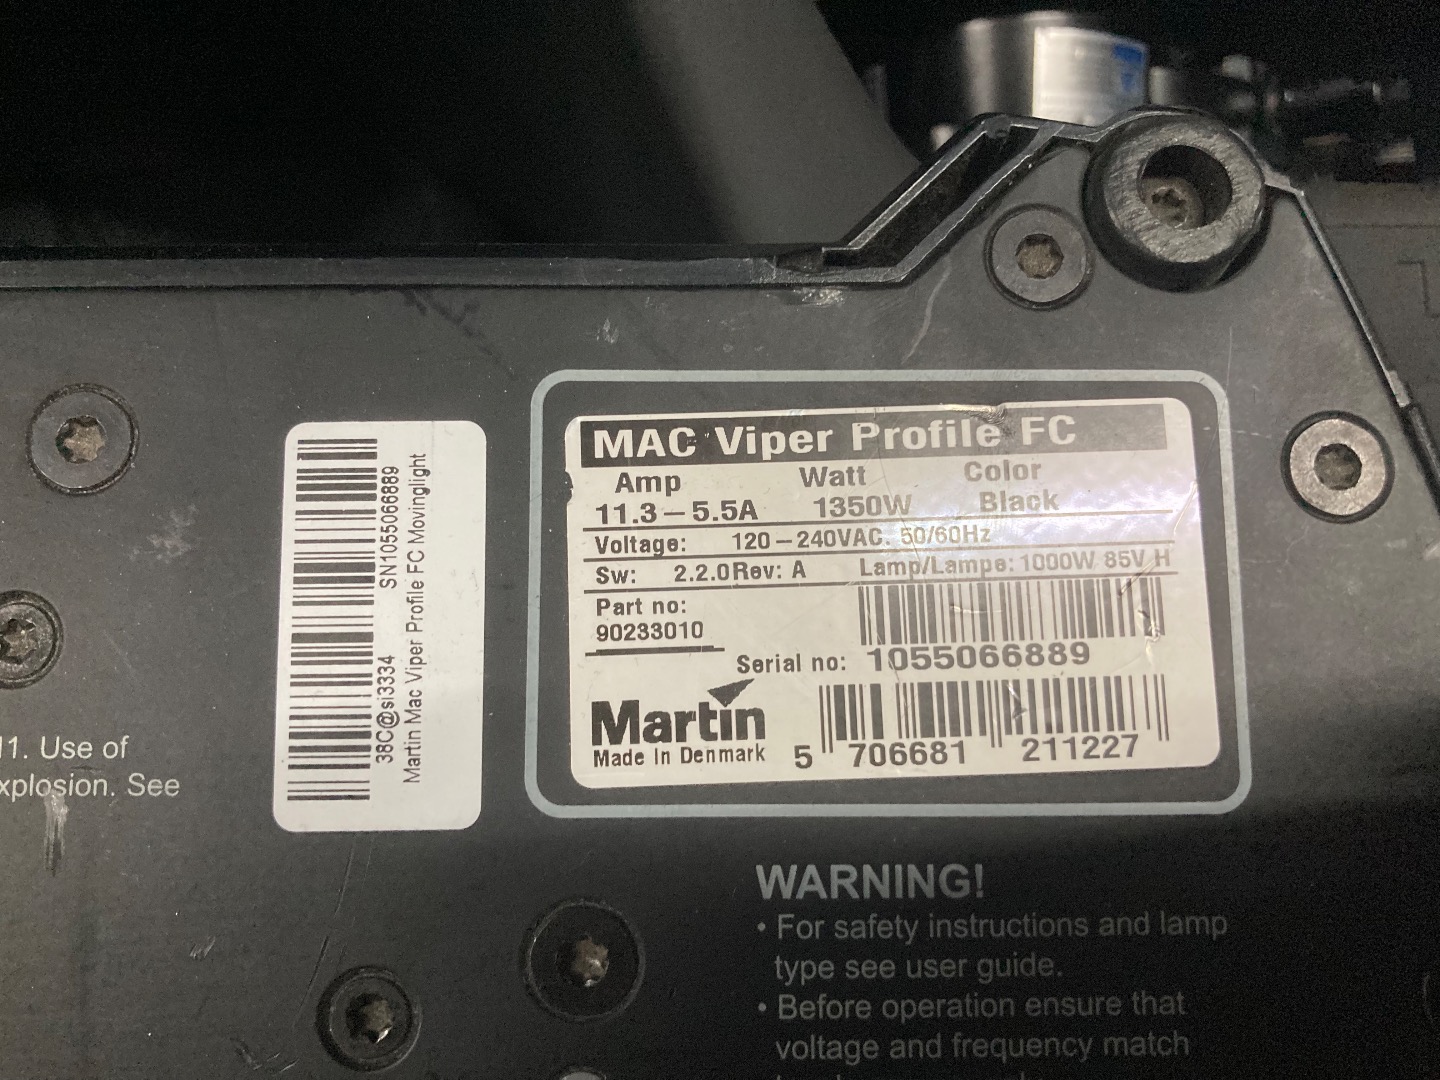 11. Use of
xplosion. See
38C@si3334 SN1055066889
Martin Mac Viper Profile FC Movinglight
MAC Viper Profile FC
Amp Watt Color
11.3–5.5A 1350W Black
Voltage: 120–240VAC. 50/60Hz
Sw: 2.2.0Rev: A Lamp/Lampe: 1000W 85V H
Part no:
90233010
Serial no: 1055066889
Martin
Made In Denmark
5 706681 211227
WARNING!
• For safety instructions and lamp
type see user guide.
• Before operation ensure that
voltage and frequency match